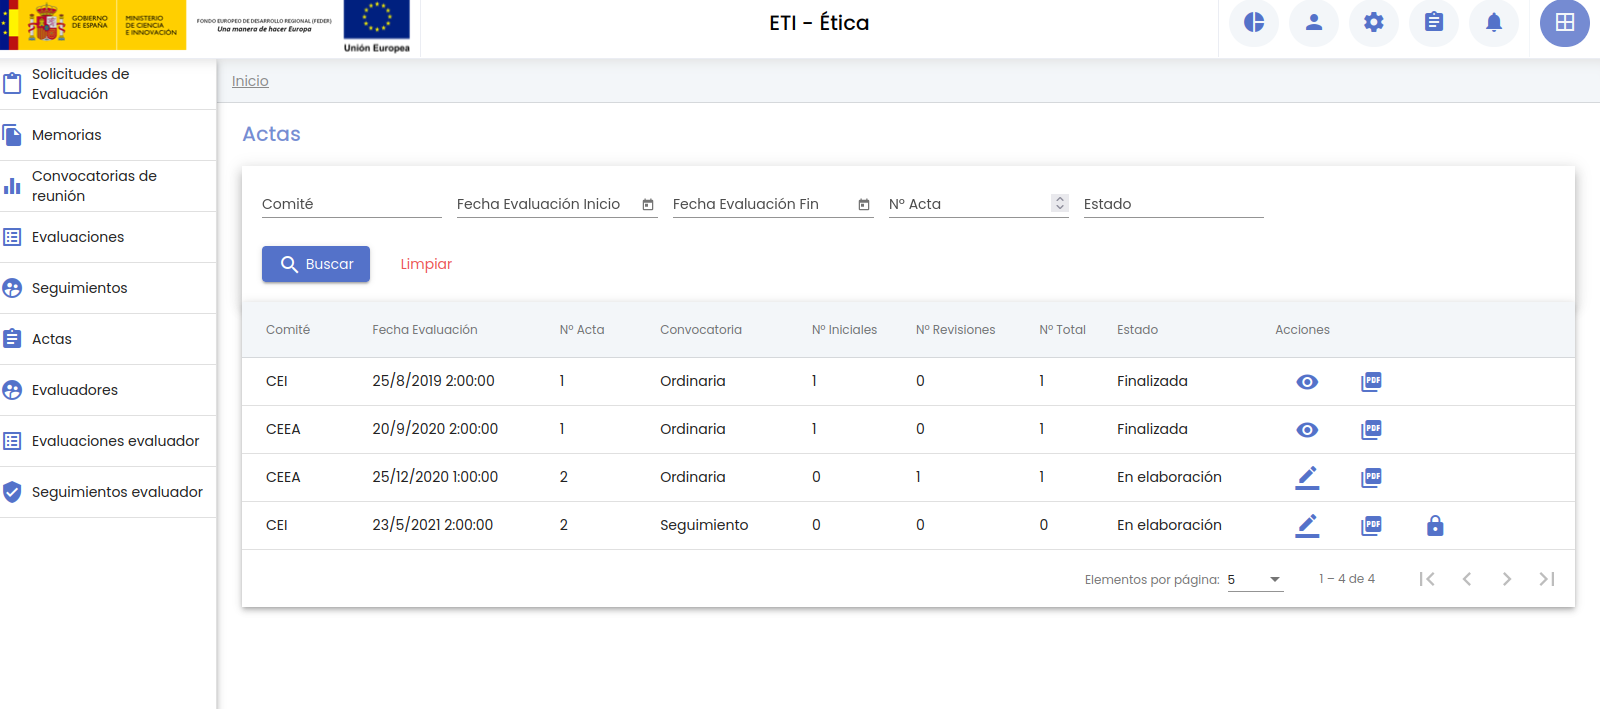 GOBIERNO
DE ESPAÑA
MINISTERIO
DE CIENCIA
E INNOVACIÓN
FONDO EUROPEO DE DESARROLLO REGIONAL (FEDER)
Una manera de hacer Europa
Unión Europea
ETI - Ética
Solicitudes de
Evaluación
Memorias
Convocatorias de
reunión
Evaluaciones
Seguimientos
Actas
Evaluadores
Evaluaciones evaluador
Seguimientos evaluador
Inicio
Actas
Comité Fecha Evaluación Inicio Fecha Evaluación Fin Nº Acta Estado
Buscar Limpiar
Comité Fecha Evaluación Nº Acta Convocatoria Nº Iniciales Nº Revisiones Nº Total Estado Acciones
CEI 25/8/2019 2:00:00 1 Ordinaria 1 0 1 Finalizada PDF
CEEA 20/9/2020 2:00:00 1 Ordinaria 1 0 1 Finalizada PDF
CEEA 25/12/2020 1:00:00 2 Ordinaria 0 1 1 En elaboración PDF
CEI 23/5/2021 2:00:00 2 Seguimiento 0 0 0 En elaboración PDF
Elementos por página: 5 1 – 4 de 4